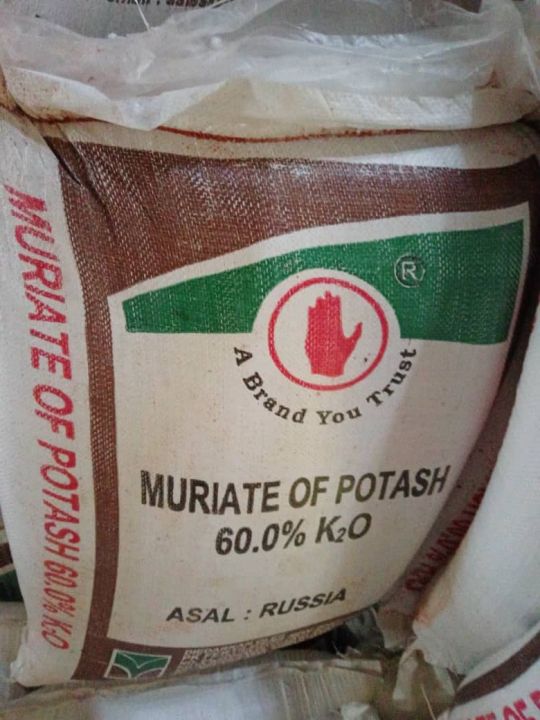 ®
A Brand You Trust
MURIATE OF POTASH
60.0% K₂O
ASAL : RUSSIA
MURIATE OF POTASH 60.0% K₂O